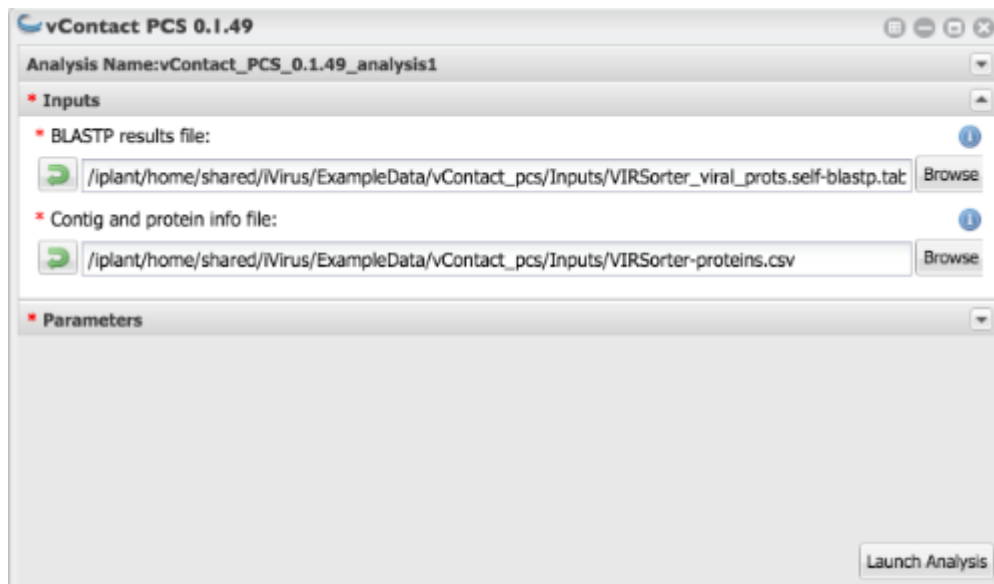 vContact PCS 0.1.49
Analysis Name:vContact_PCS_0.1.49_analysis1
* Inputs
* BLASTP results file:
/iplant/home/shared/iVirus/ExampleData/vContact_pcs/Inputs/VIRSorter_viral_prots.self-blastp.tab
Browse
* Contig and protein info file:
/iplant/home/shared/iVirus/ExampleData/vContact_pcs/Inputs/VIRSorter-proteins.csv
Browse
* Parameters
Launch Analysis